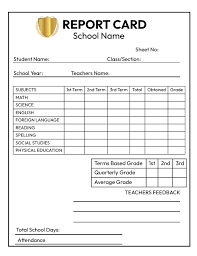 REPORT CARD
School Name
Sheet No:
Student Name: Class/Section:
School Year: Teachers Name:
SUBJECTS 1st Term 2nd Term 3rd Term Total Obtained Grade
MATH
SCIENCE
ENGLISH
FOREIGN LANGUAGE
READING
SPELLING
SOCIAL STUDIES
PHYSICAL EDUCATION
Terms Based Grade 1st 2nd 3rd
Quarterly Grade
Average Grade
TEACHERS FEEDBACK
Total School Days:
Attendance